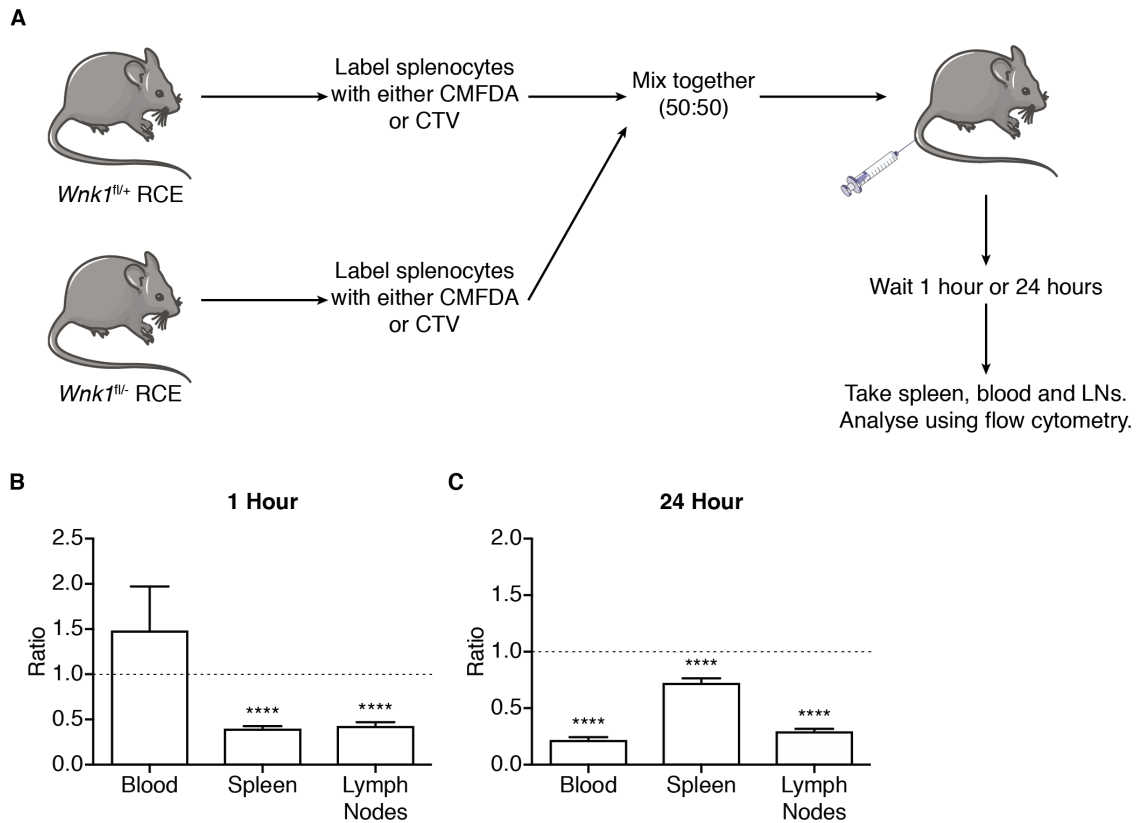 A
Label splenocytes
with either CMFDA
or CTV
Mix together
(50:50)
Wnk1fl/+ RCE
Label splenocytes
with either CMFDA
or CTV
Wnk1fl/- RCE
Wait 1 hour or 24 hours
Take spleen, blood and LNs.
Analyse using flow cytometry.
B
1 Hour
Ratio
2.5
2.0
1.5
1.0
0.5
0.0
****
****
Blood
Spleen
Lymph
Nodes
C
24 Hour
Ratio
2.0
1.5
1.0
0.5
0.0
****
****
****
Blood
Spleen
Lymph
Nodes